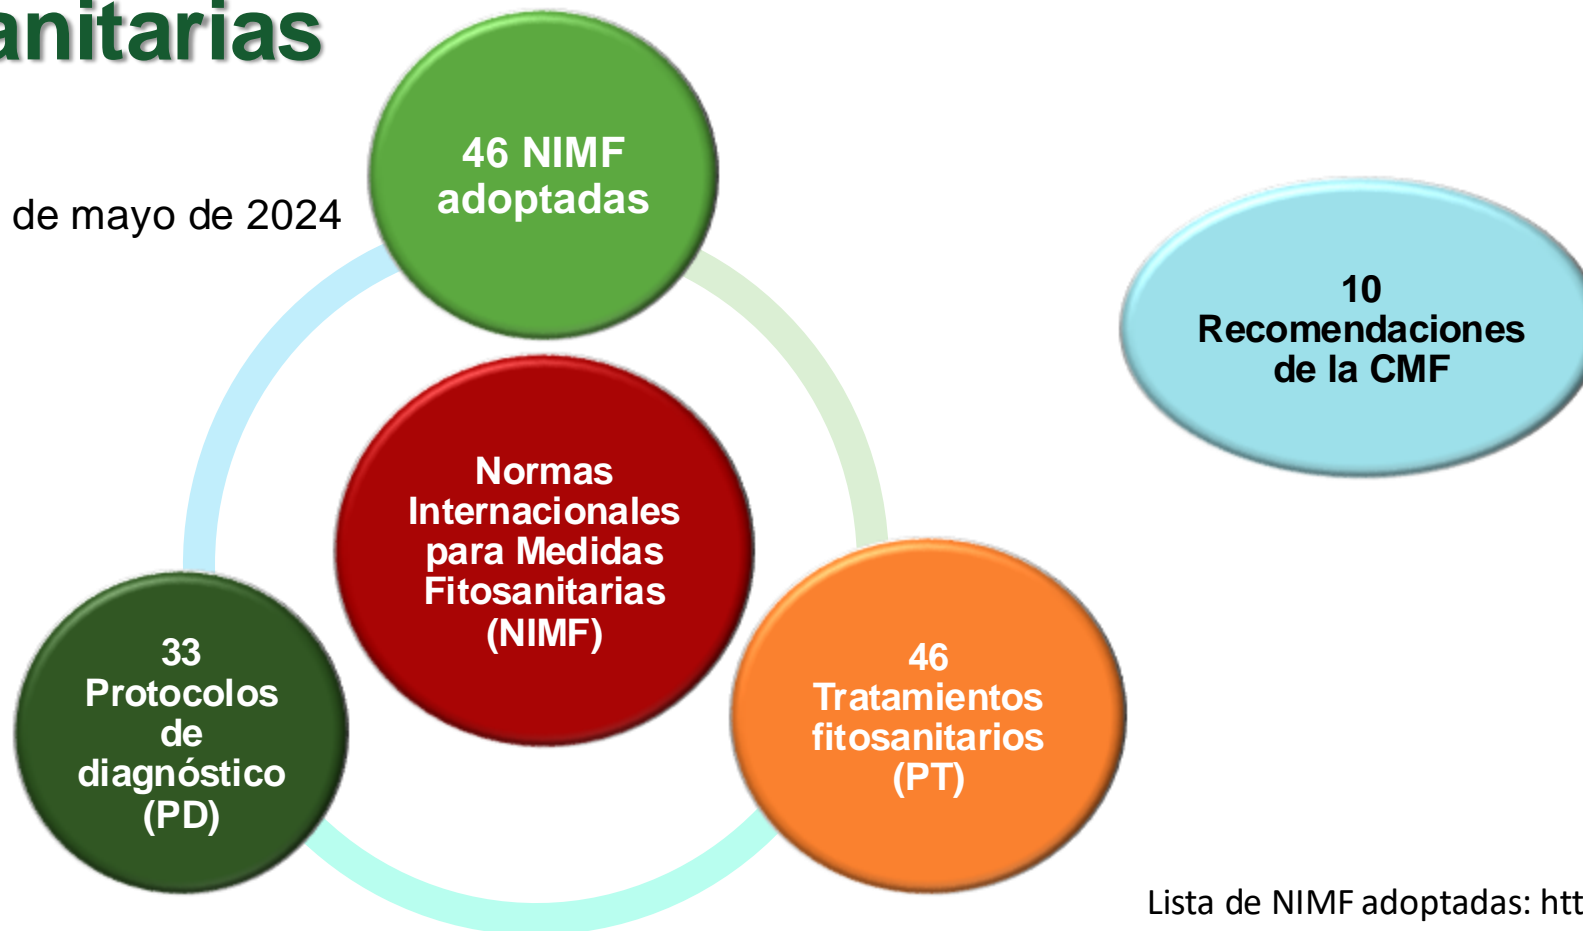 anitarias
de mayo de 2024
46 NIMF
adoptadas
10
Recomendaciones
de la CMF
Normas
Internacionales
para Medidas
Fitosanitarias
(NIMF)
33
Protocolos
de
diagnóstico
(PD)
46
Tratamientos
fitosanitarios
(PT)
Lista de NIMF adoptadas: htt